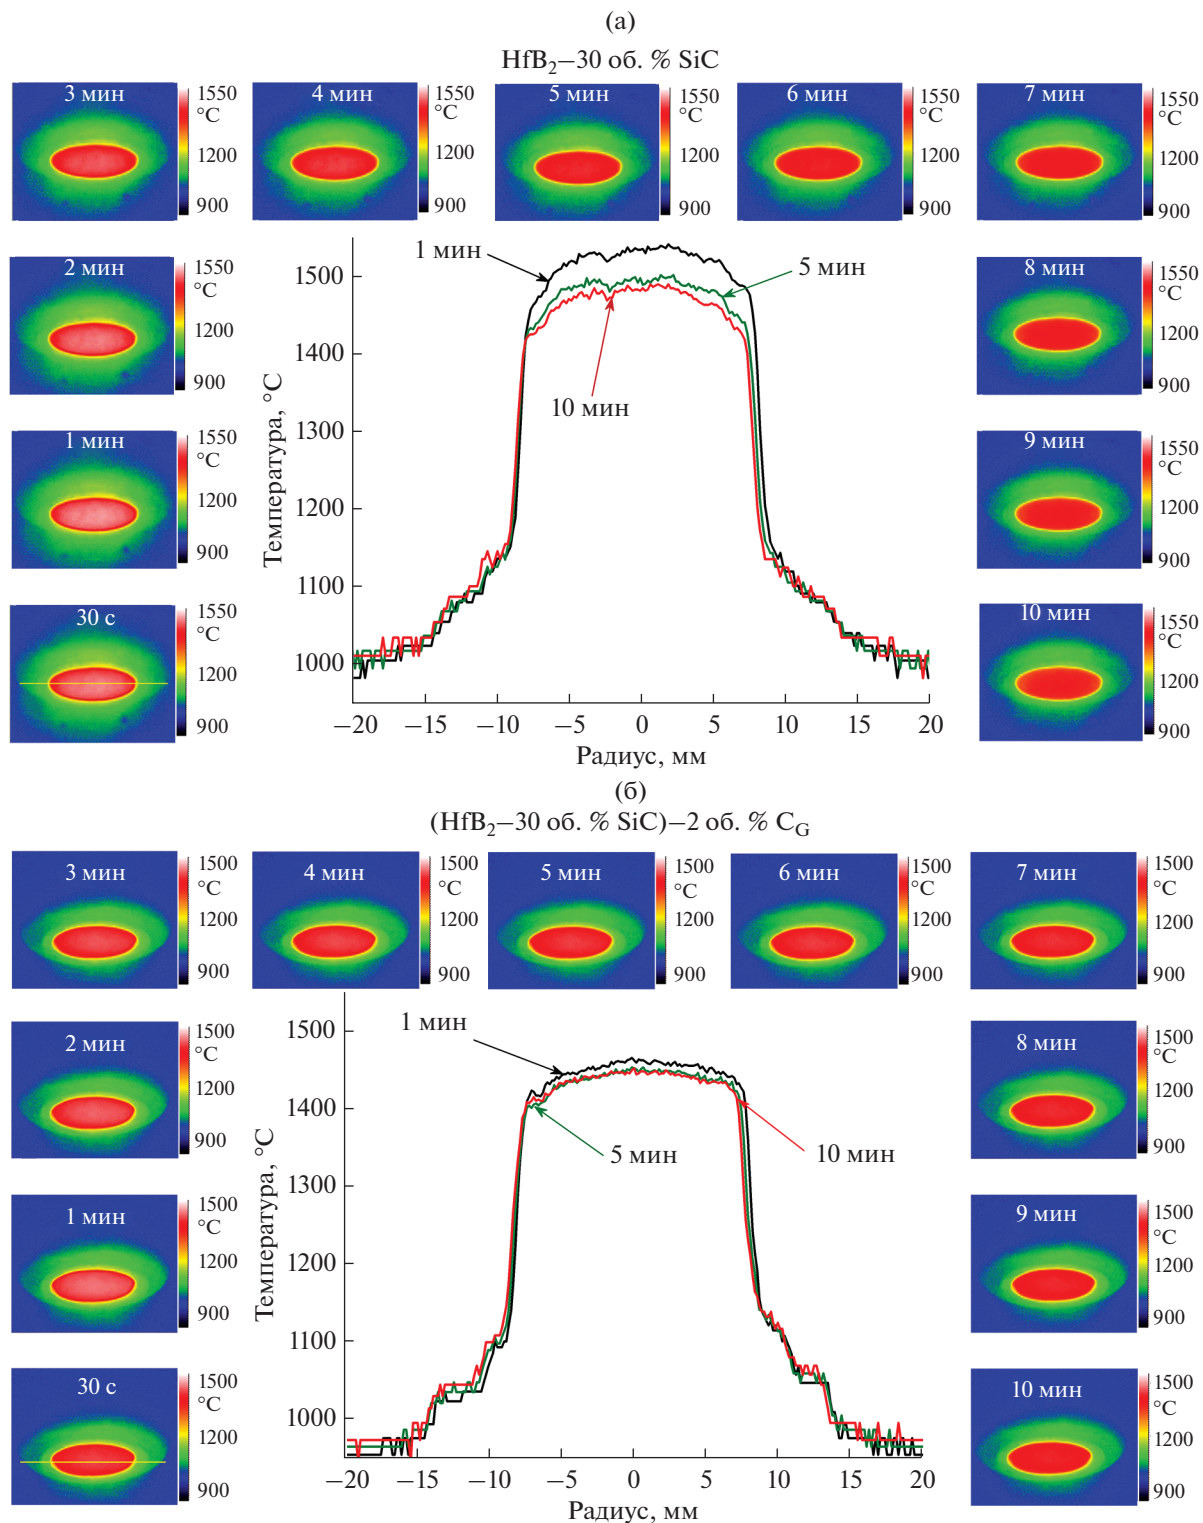 (а)
HfB₂–30 об. % SiC
3 мин 1550 °C 1200 900
4 мин 1550 °C 1200 900
5 мин 1550 °C 1200 900
6 мин 1550 °C 1200 900
7 мин 1550 °C 1200 900
2 мин 1550 °C 1200 900
1 мин 1550 °C 1200 900
30 с 1550 °C 1200 900
Температура, °C
1500
1400
1300
1200
1100
1000
1 мин
5 мин
10 мин
–20 –15 –10 –5 0 5 10 15 20
Радиус, мм
8 мин 1550 °C 1200 900
9 мин 1550 °C 1200 900
10 мин 1550 °C 1200 900
(б)
(HfB₂–30 об. % SiC)–2 об. % C_G
3 мин 1500 °C 1200 900
4 мин 1500 °C 1200 900
5 мин 1500 °C 1200 900
6 мин 1500 °C 1200 900
7 мин 1500 °C 1200 900
2 мин 1500 °C 1200 900
1 мин 1500 °C 1200 900
30 с 1500 °C 1200 900
Температура, °C
1500
1400
1300
1200
1100
1000
1 мин
5 мин
10 мин
–20 –15 –10 –5 0 5 10 15 20
Радиус, мм
8 мин 1500 °C 1200 900
9 мин 1500 °C 1200 900
10 мин 1500 °C 1200 900